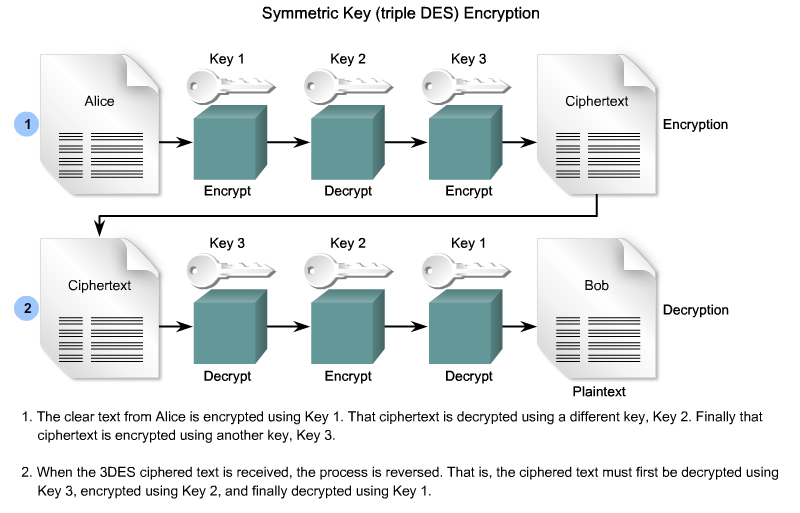 Symmetric Key (triple DES) Encryption
Key 1
Key 2
Key 3
Alice
Ciphertext
1
Encryption
Encrypt
Decrypt
Encrypt
Key 3
Key 2
Key 1
Ciphertext
Bob
2
Decryption
Decrypt
Encrypt
Decrypt
Plaintext
1. The clear text from Alice is encrypted using Key 1. That ciphertext is decrypted using a different key, Key 2. Finally that
ciphertext is encrypted using another key, Key 3.
2. When the 3DES ciphered text is received, the process is reversed. That is, the ciphered text must first be decrypted using
Key 3, encrypted using Key 2, and finally decrypted using Key 1.